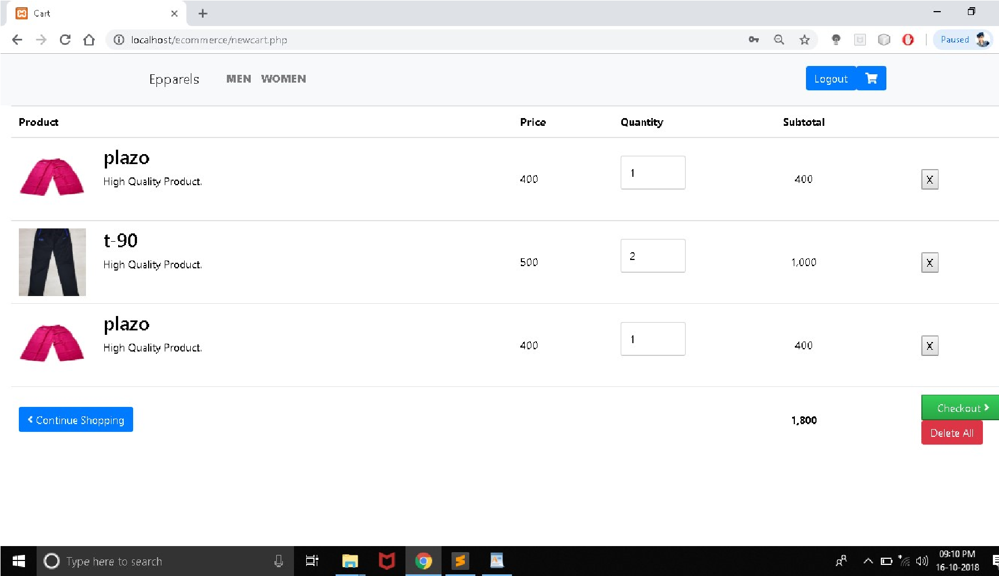 Cart
localhost/ecommerce/newcart.php
Paused
Epparels MEN WOMEN Logout
Product Price Quantity Subtotal
plazo
High Quality Product.
400 1 400 X
t-90
High Quality Product.
500 2 1,000 X
plazo
High Quality Product.
400 1 400 X
Continue Shopping 1,800 Checkout
Delete All
Type here to search
09:10 PM
16-10-2018